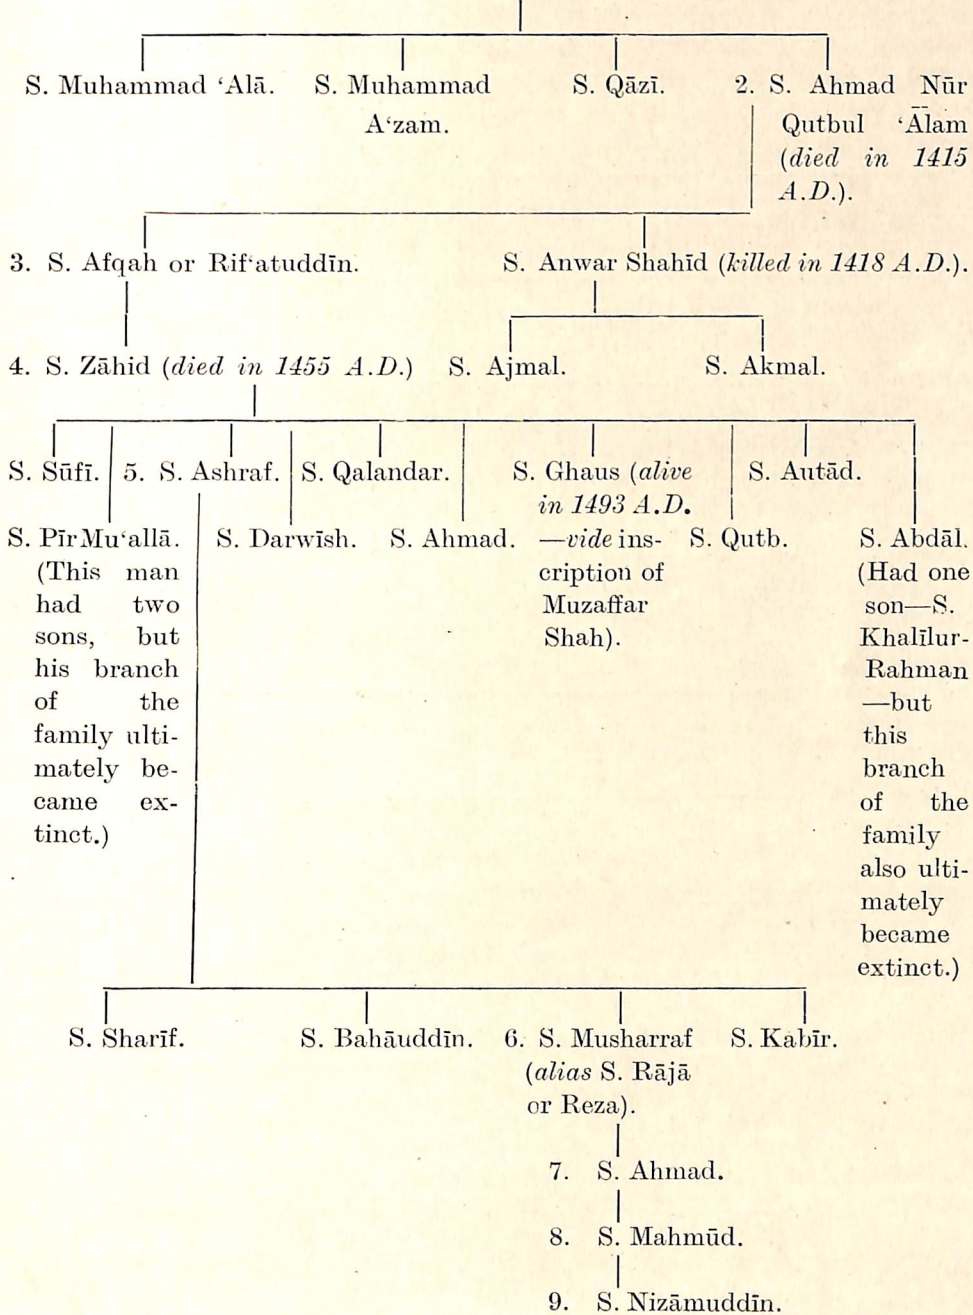 S. Muhammad ‘Alā. S. Muhammad S. Qāzī. 2. S. Ahmad Nūr
A‘zam. Qutbul ‘Ālam
(died in 1415
A.D.).
3. S. Afqah or Rif‘atuddīn. S. Anwar Shahīd (killed in 1418 A.D.).
4. S. Zāhid (died in 1455 A.D.) S. Ajmal. S. Akmal.
S. Sūfī. 5. S. Ashraf. S. Qalandar. S. Ghaus (alive S. Autād.
in 1493 A.D.
S. Pīr Mu‘allā. S. Darwīsh. S. Ahmad. —vide ins- S. Qutb. S. Abdāl.
(This man cription of (Had one
had two Muzaffar son—S.
sons, but Shah). Khalīlur-
his branch Rahman
of the —but
family ulti- this
mately be- branch
came ex- of the
tinct.) family
also ulti-
mately
became
extinct.)
S. Sharīf. S. Bahāuddīn. 6. S. Musharraf S. Kabīr.
(alias S. Rājā
or Reza).
7. S. Ahmad.
8. S. Mahmūd.
9. S. Nizāmuddīn.